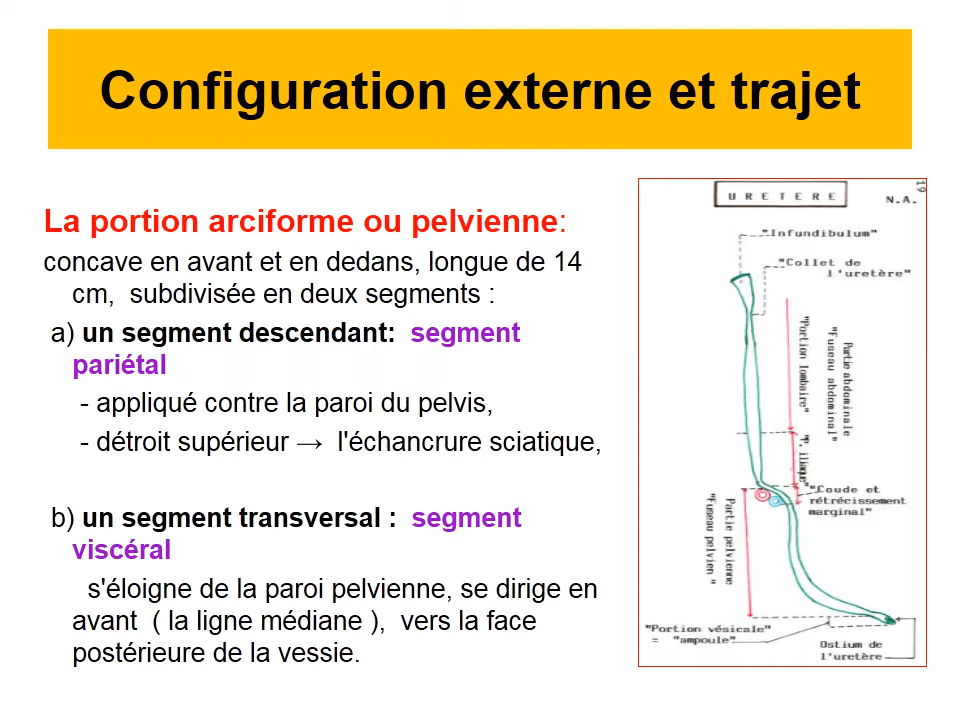 Configuration externe et trajet
La portion arciforme ou pelvienne:
concave en avant et en dedans, longue de 14
cm, subdivisée en deux segments :
a) un segment descendant: segment
pariétal
- appliqué contre la paroi du pelvis,
- détroit supérieur → l'échancrure sciatique,
b) un segment transversal : segment
viscéral
s'éloigne de la paroi pelvienne, se dirige en
avant ( la ligne médiane ), vers la face
postérieure de la vessie.
URETERE
N.A.
19
"Infundibulum"
"Collet de
l'uretère"
"Portion lombaire"
Partie abdominale
"Fuseau abdominal"
"P. iliaque"
"Coude et
rétrécissement
marginal"
Partie pelvienne
"Fuseau pelvien "
"Portion vésicale"
= "ampoule"
Ostium de
l'uretère